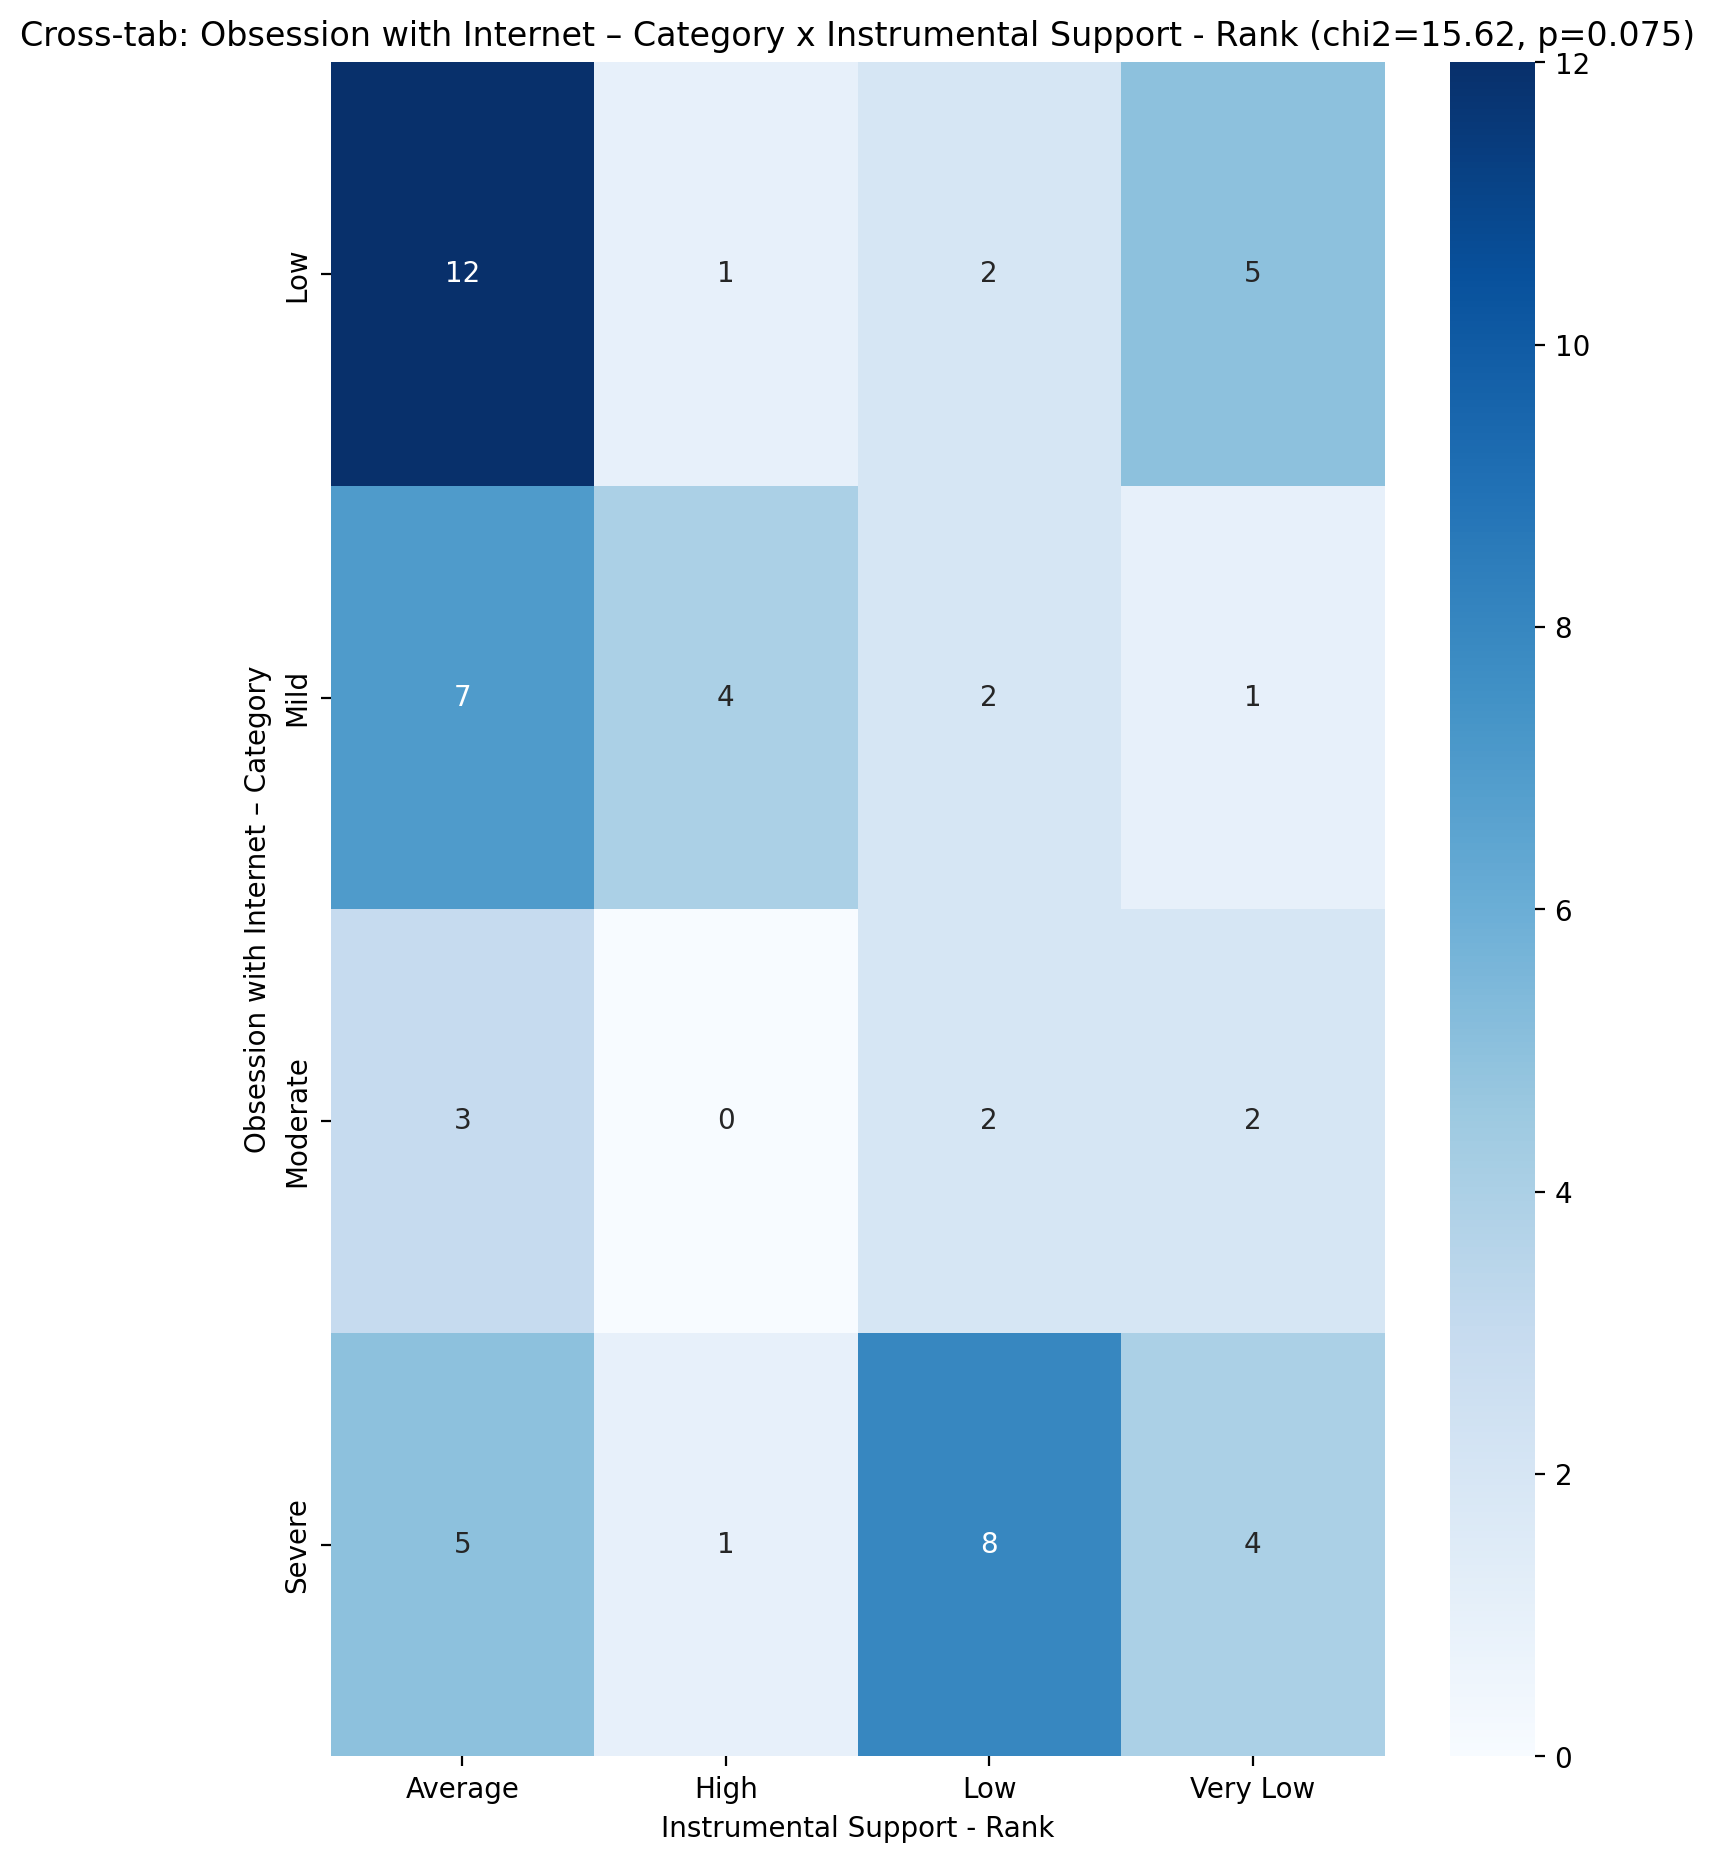 Cross-tab: Obsession with Internet – Category x Instrumental Support - Rank (chi2=15.62, p=0.075)
Obsession with Internet – Category
Low
12 1 2 5
Mild
7 4 2 1
Moderate
3 0 2 2
Severe
5 1 8 4
Average High Low Very Low
Instrumental Support - Rank
12
10
8
6
4
2
0